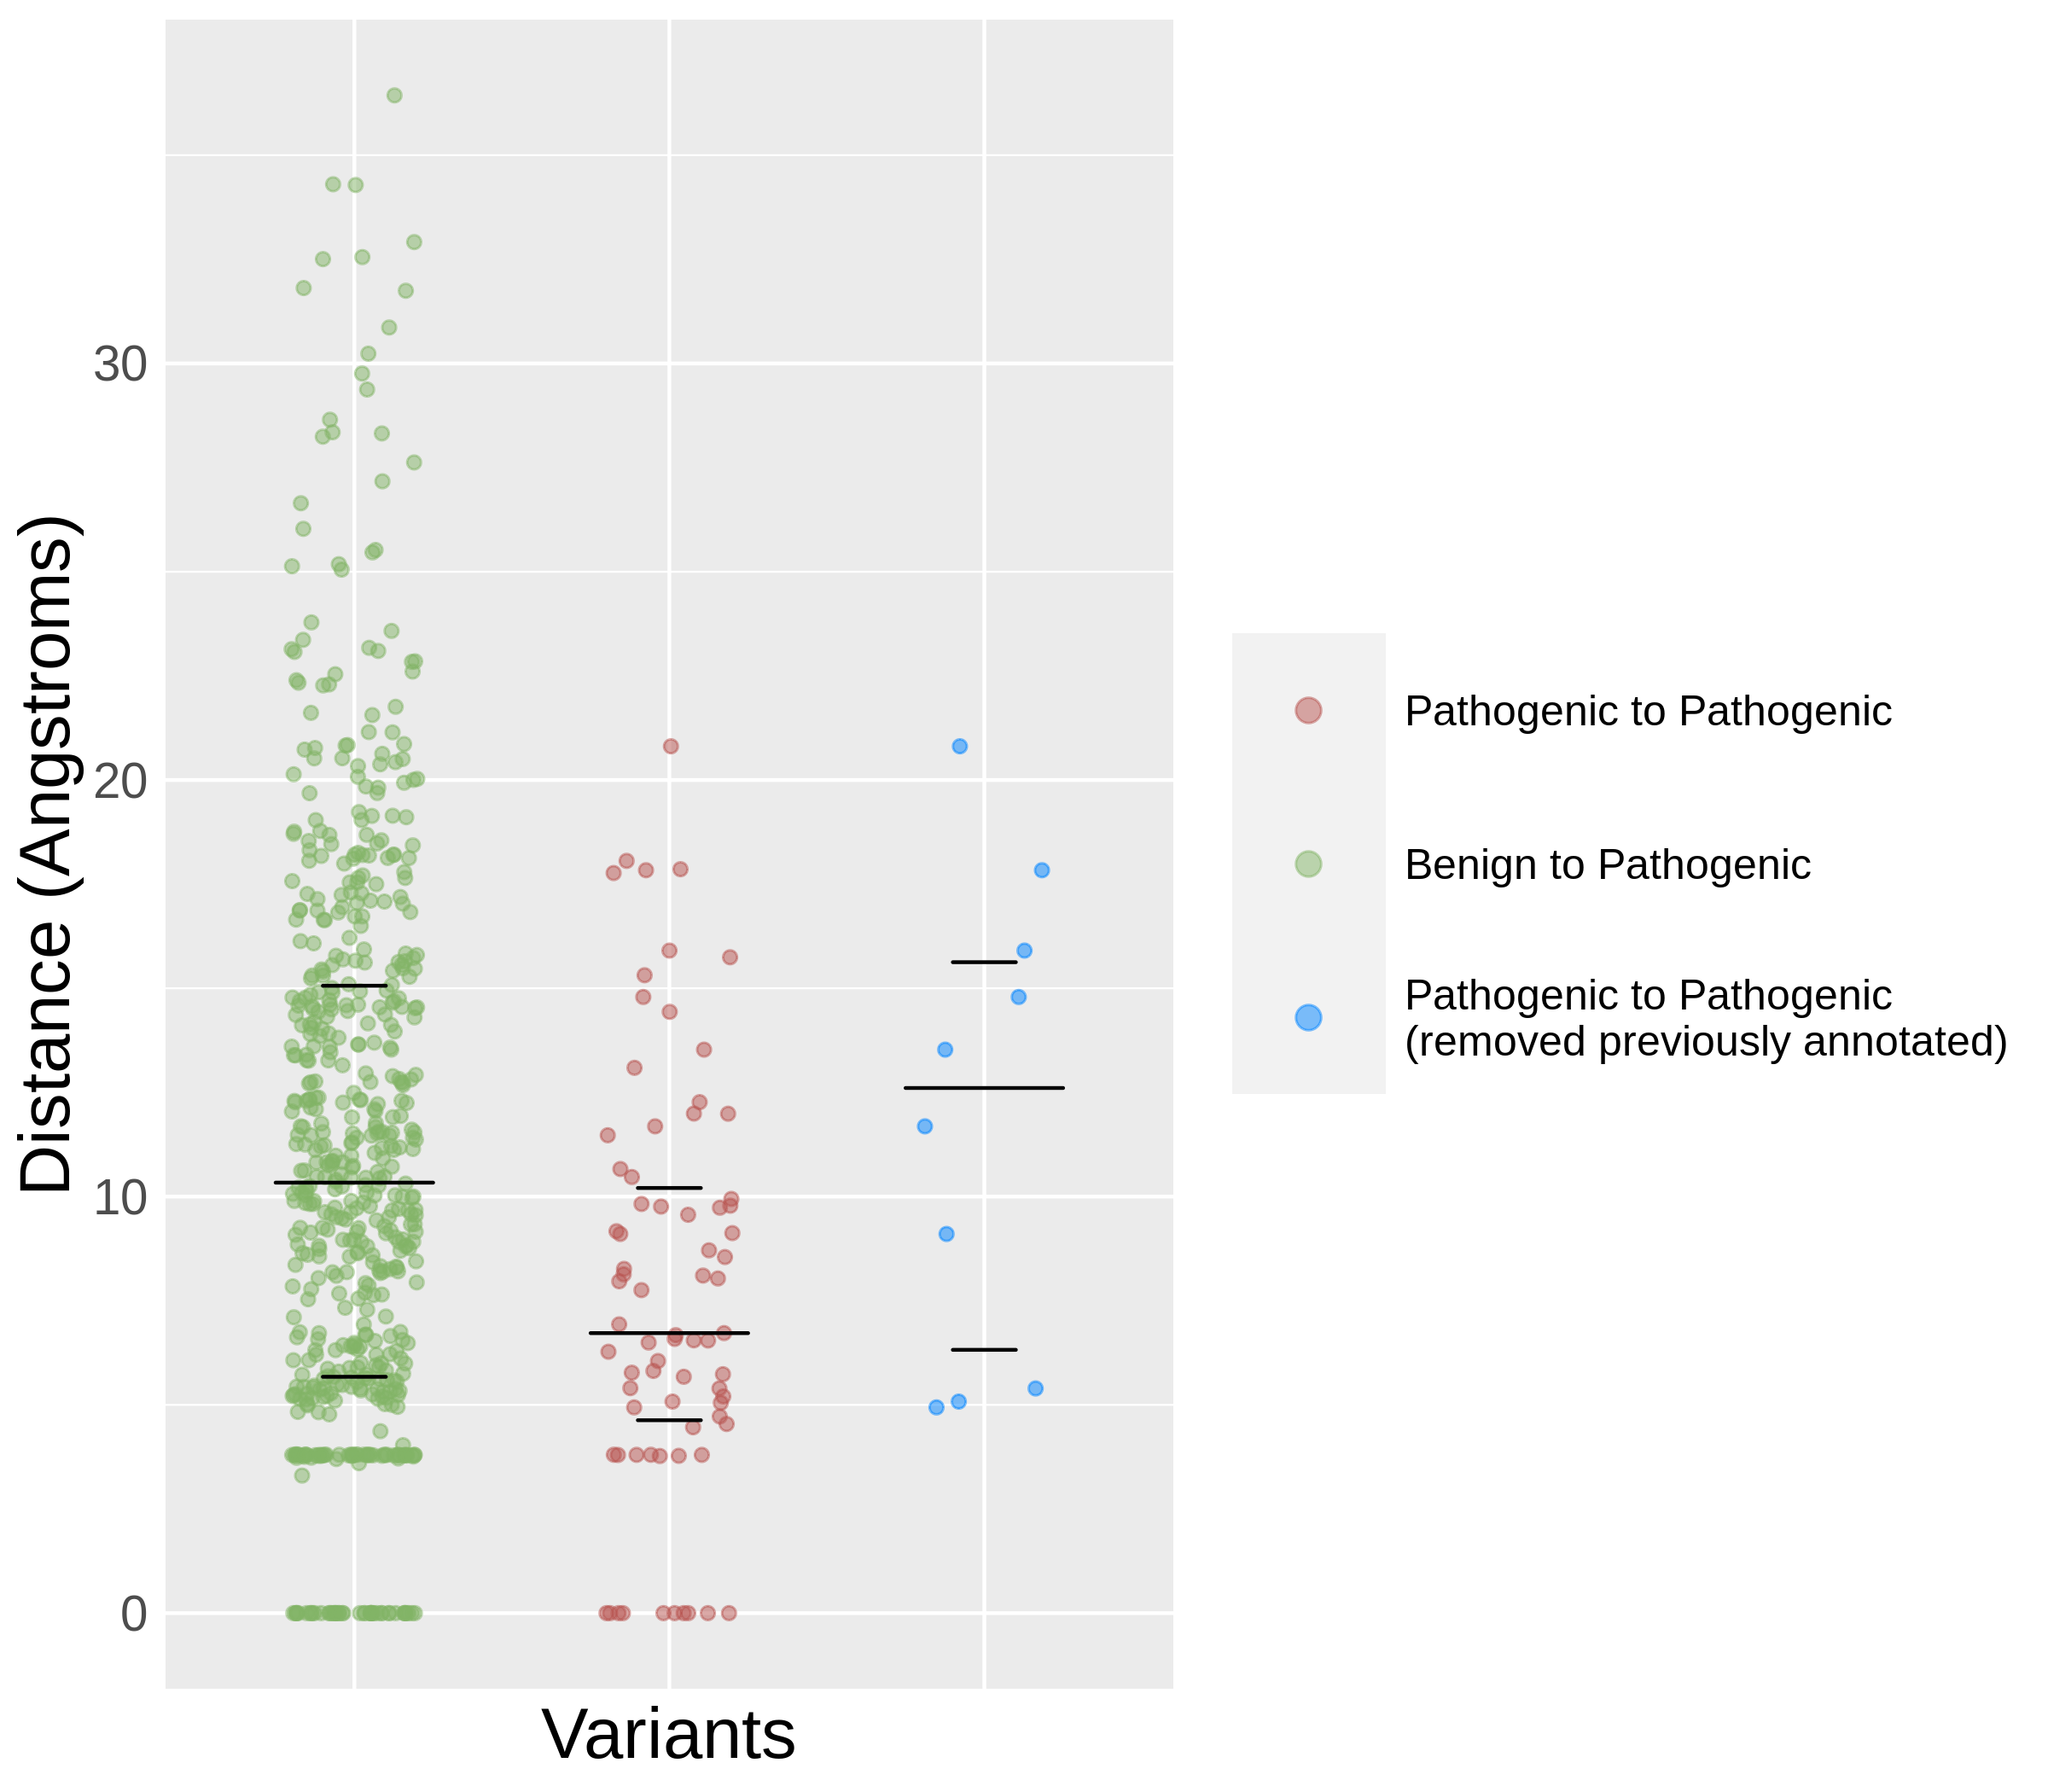 Distance (Angstroms)
30
20
10
0
Variants
Pathogenic to Pathogenic
Benign to Pathogenic
Pathogenic to Pathogenic
(removed previously annotated)